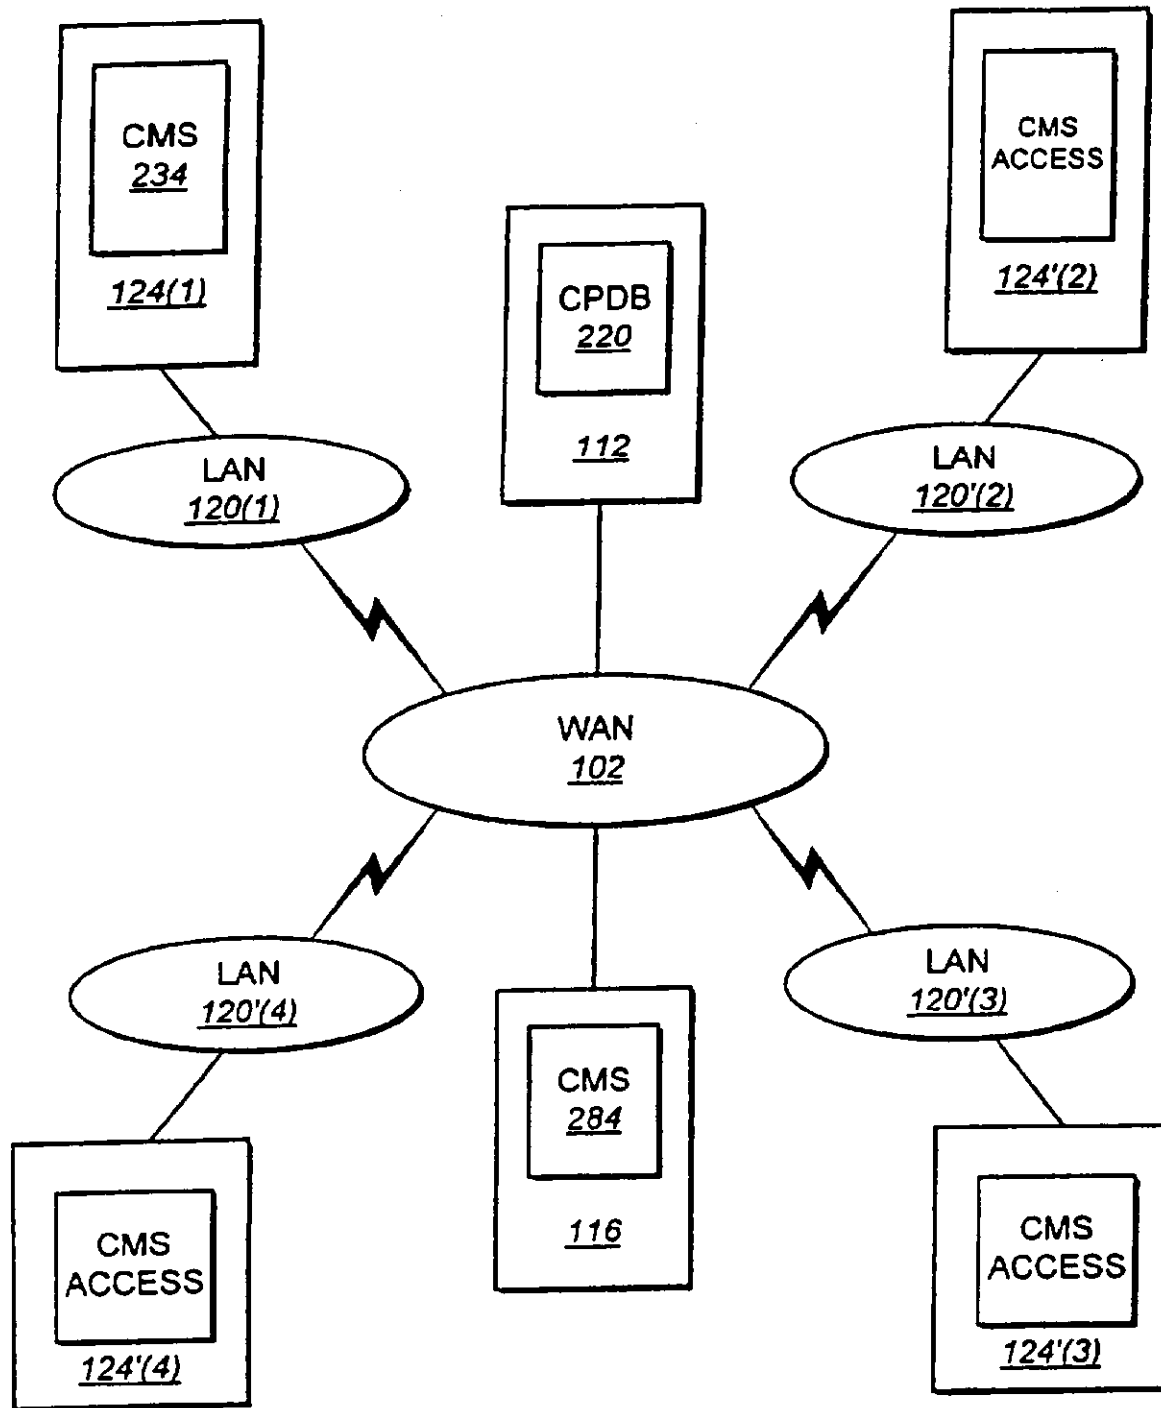 CMS
234
124(1)
CMS
ACCESS
124'(2)
CPDB
220
112
LAN
120(1)
LAN
120'(2)
WAN
102
LAN
120'(4)
LAN
120'(3)
CMS
284
116
CMS
ACCESS
124'(4)
CMS
ACCESS
124'(3)